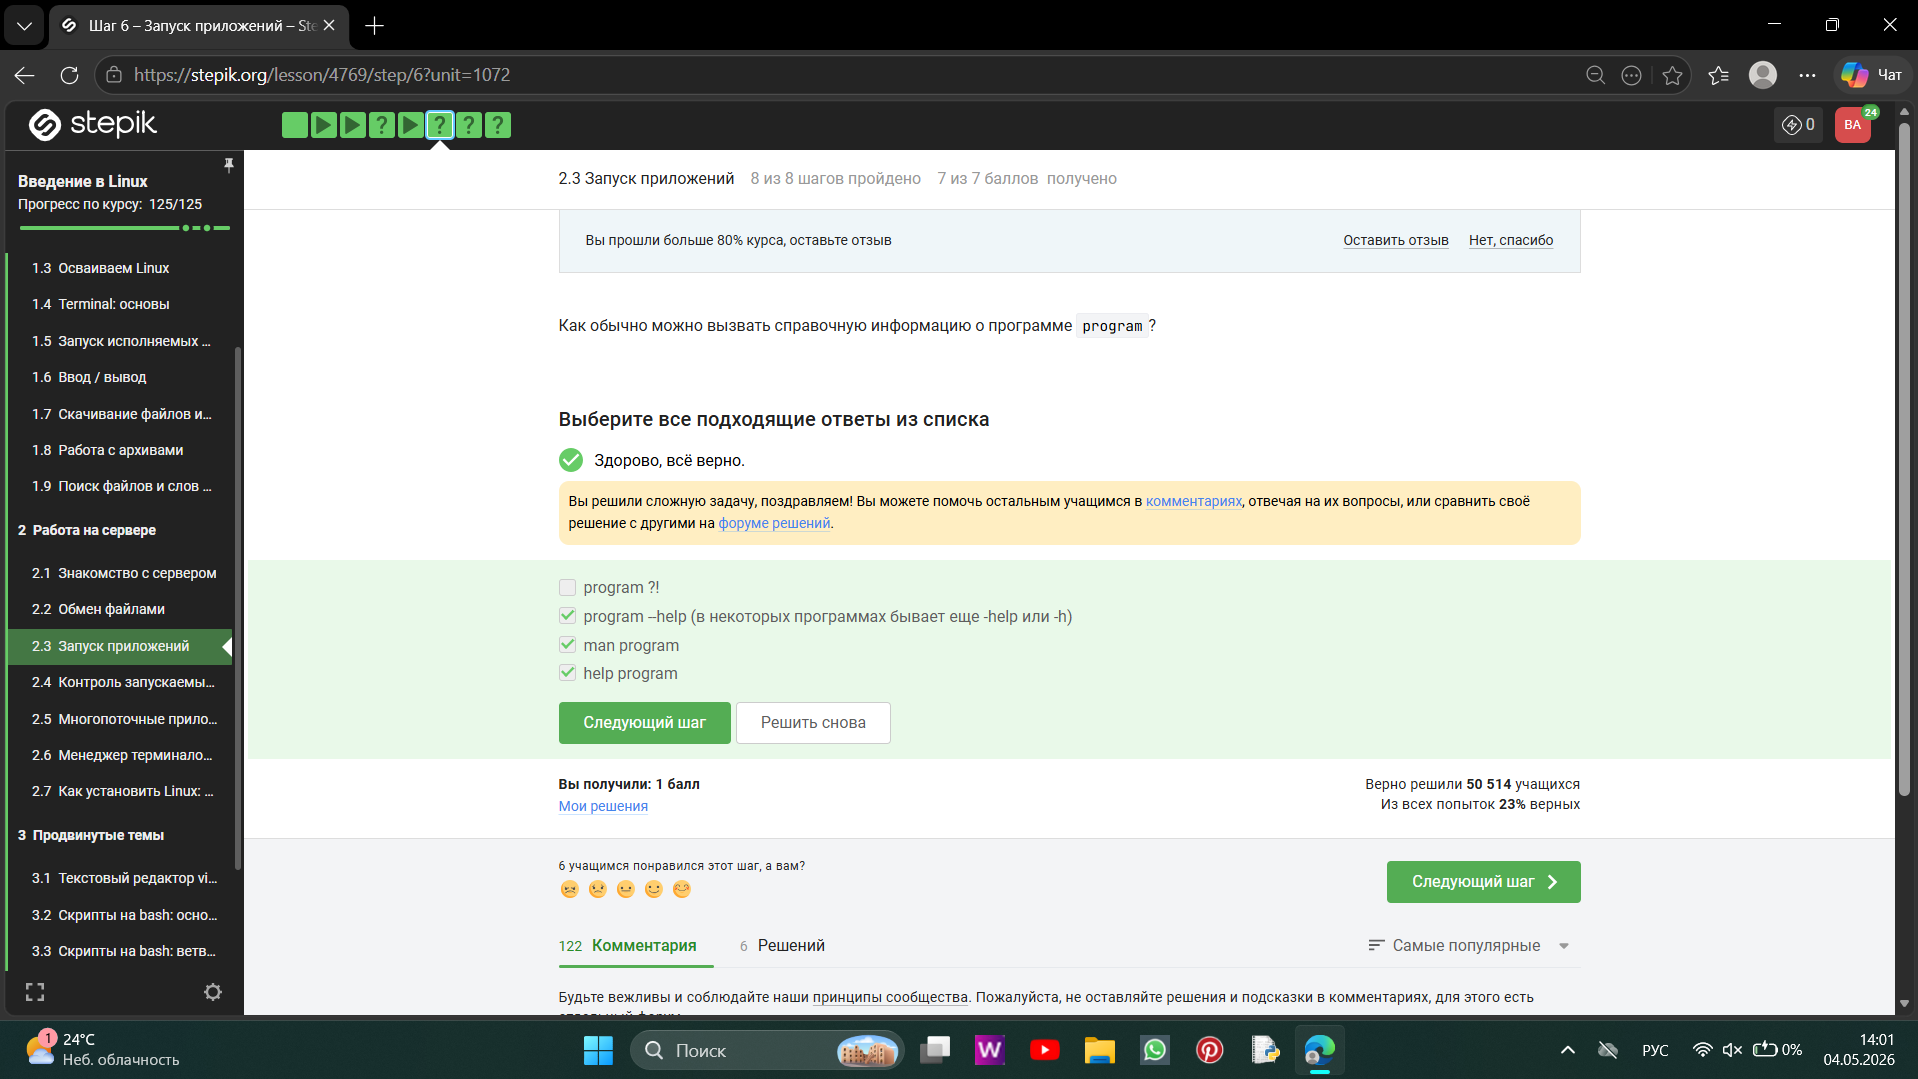 Шаг 6 – Запуск приложений – Ste
https://stepik.org/lesson/4769/step/6?unit=1072
Чат
stepik
? ? ? ?
0
ВА
24
Введение в Linux
Прогресс по курсу: 125/125
1.3 Осваиваем Linux
1.4 Terminal: основы
1.5 Запуск исполняемых ...
1.6 Ввод / вывод
1.7 Скачивание файлов и...
1.8 Работа с архивами
1.9 Поиск файлов и слов ...
2 Работа на сервере
2.1 Знакомство с сервером
2.2 Обмен файлами
2.3 Запуск приложений
2.4 Контроль запускаемы...
2.5 Многопоточные прило...
2.6 Менеджер терминало...
2.7 Как установить Linux: ...
3 Продвинутые темы
3.1 Текстовый редактор vi...
3.2 Скрипты на bash: осно...
3.3 Скрипты на bash: ветв...
2.3 Запуск приложений 8 из 8 шагов пройдено 7 из 7 баллов получено
Вы прошли больше 80% курса, оставьте отзыв
Оставить отзыв Нет, спасибо
Как обычно можно вызвать справочную информацию о программе program ?
Выберите все подходящие ответы из списка
Здорово, всё верно.
Вы решили сложную задачу, поздравляем! Вы можете помочь остальным учащимся в комментариях, отвечая на их вопросы, или сравнить своё
решение с другими на форуме решений.
program ?!
program –help (в некоторых программах бывает еще -help или -h)
man program
help program
Следующий шаг Решить снова
Вы получили: 1 балл
Мои решения
Верно решили 50 514 учащихся
Из всех попыток 23% верных
6 учащимся понравился этот шаг, а вам?
Следующий шаг
122 Комментария 6 Решений
Самые популярные
Будьте вежливы и соблюдайте наши принципы сообщества. Пожалуйста, не оставляйте решения и подсказки в комментариях, для этого есть
1
24°C
Неб. облачность
Поиск
W
РУС
0%
14:01
04.05.2026